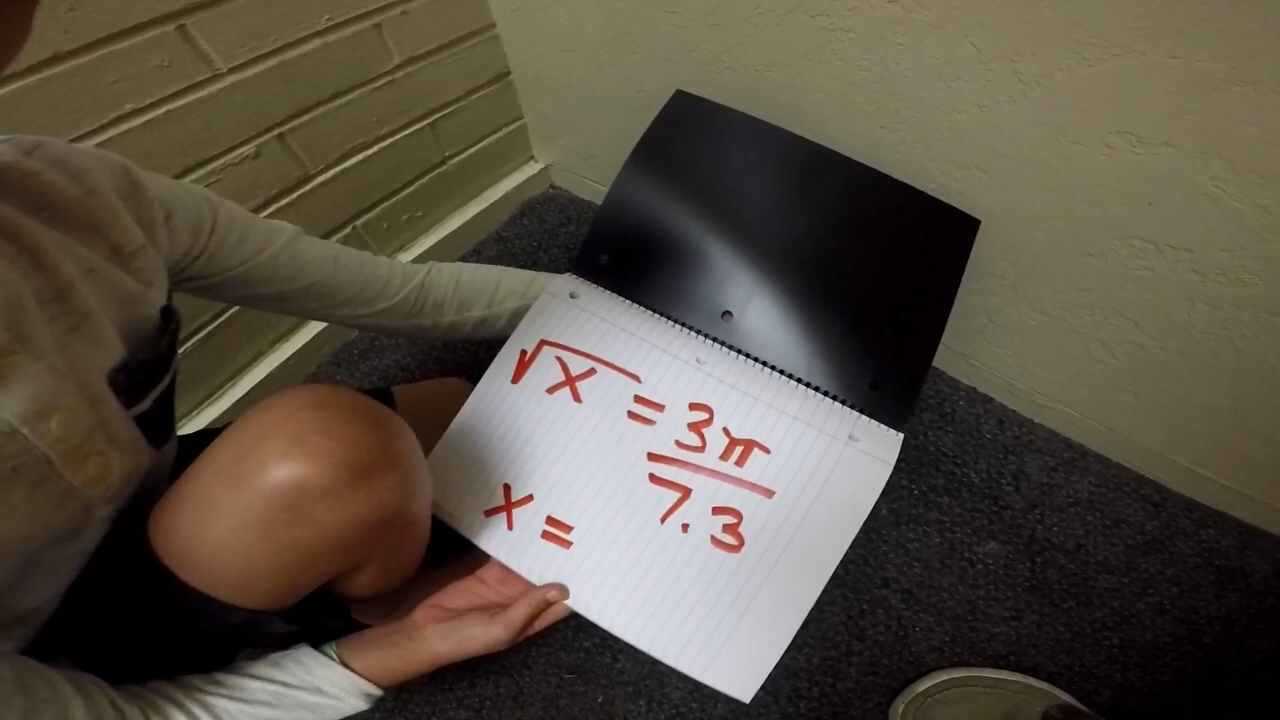 √x = 3π/7.3
x =